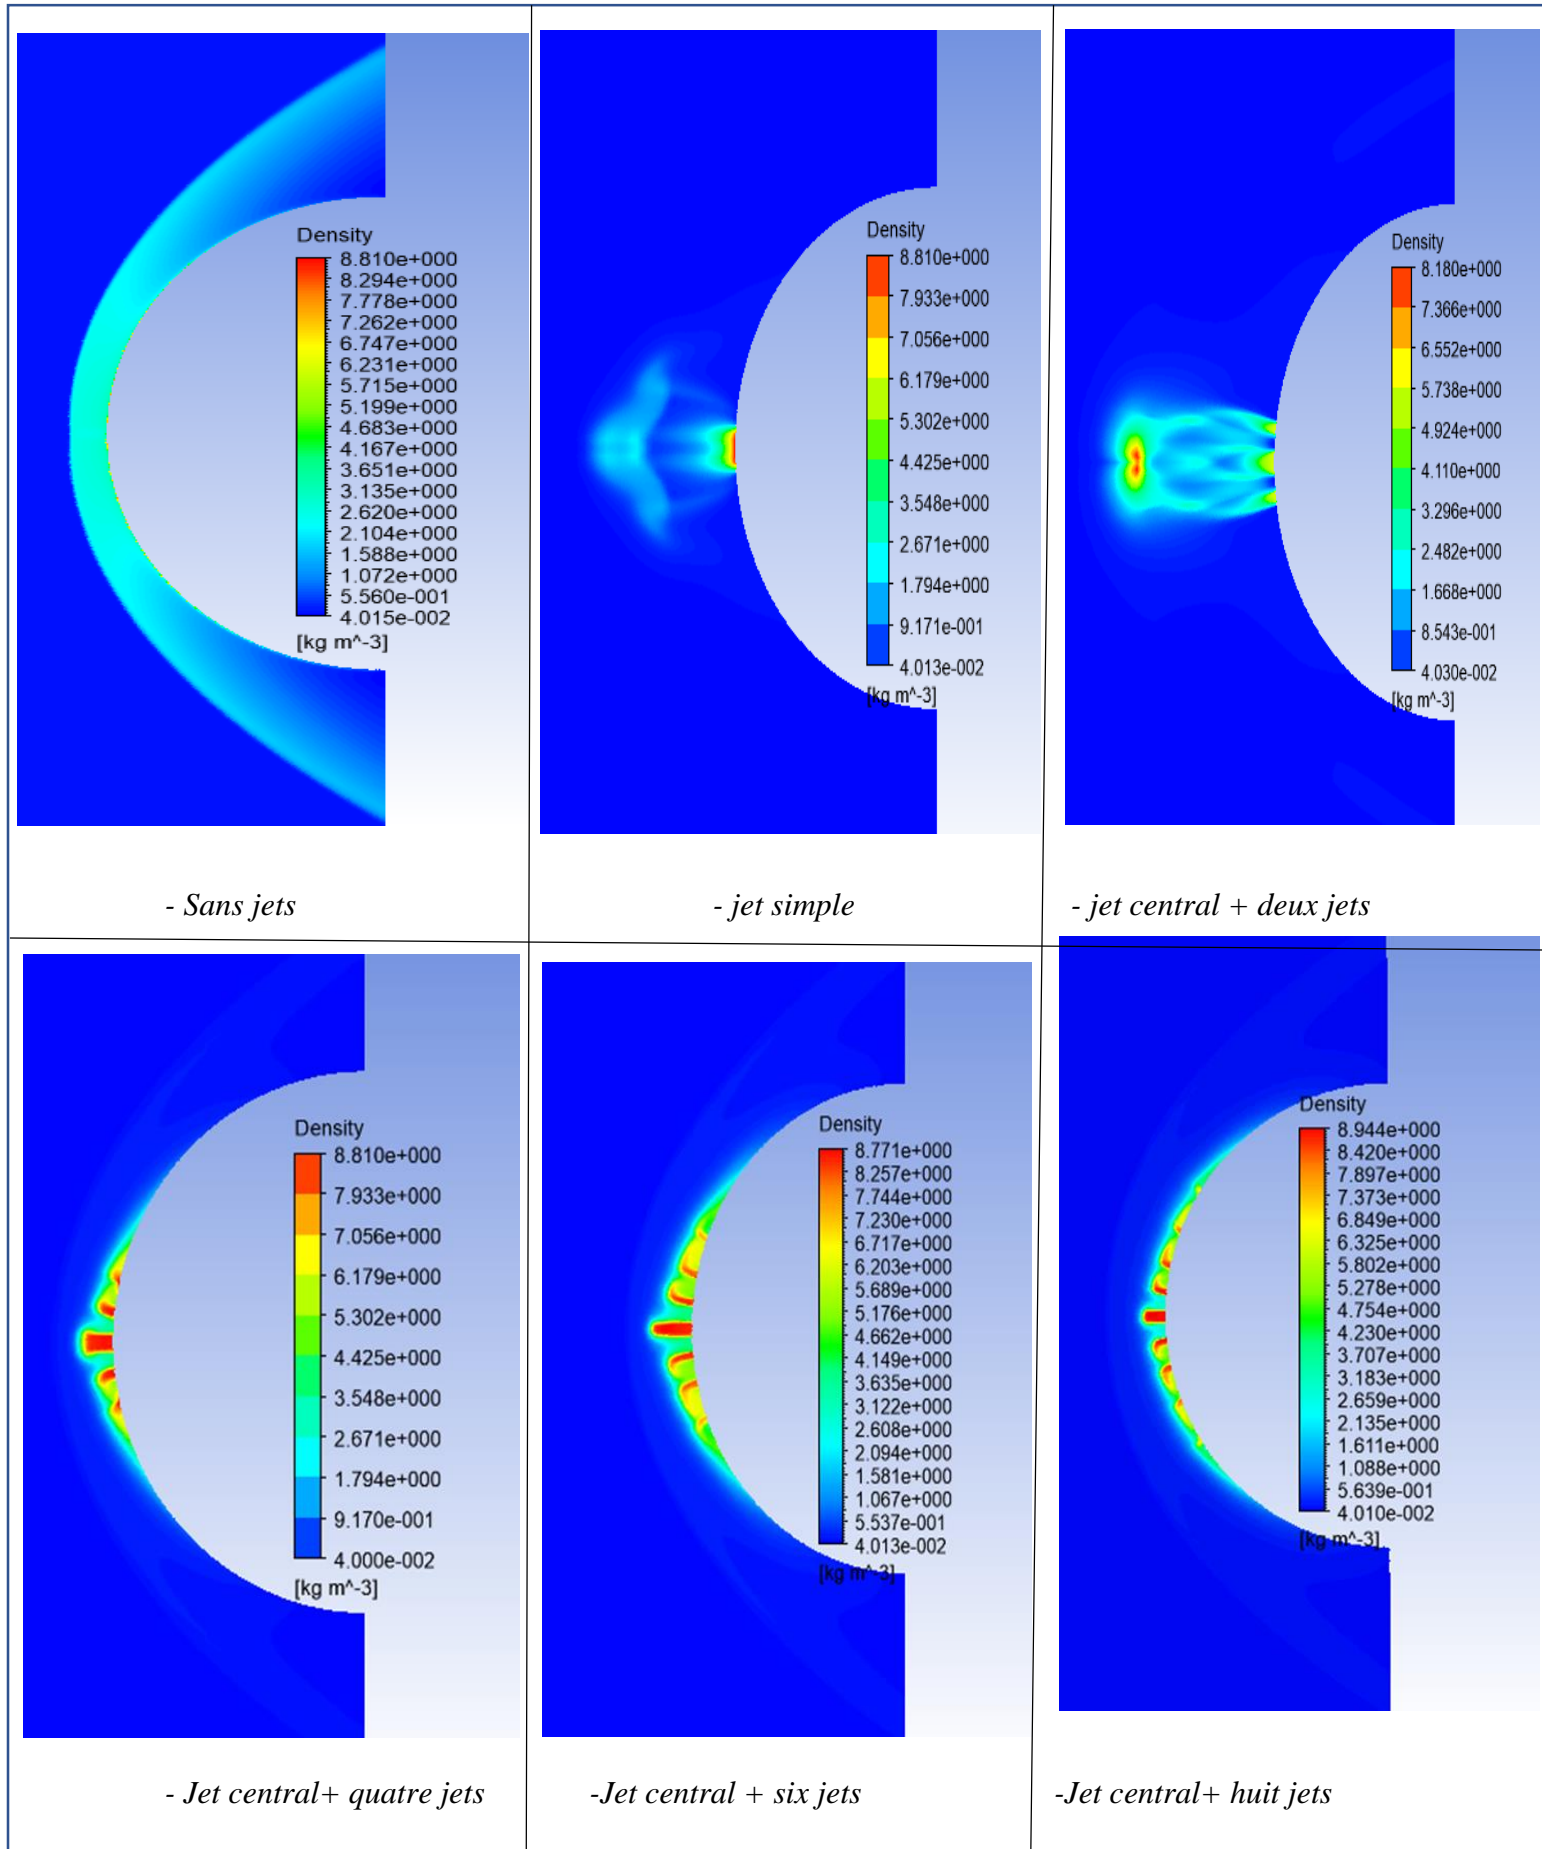 Density
8.810e+000
8.294e+000
7.778e+000
7.262e+000
6.747e+000
6.231e+000
5.715e+000
5.199e+000
4.683e+000
4.167e+000
3.651e+000
3.135e+000
2.620e+000
2.104e+000
1.588e+000
1.072e+000
5.560e-001
4.015e-002
[kg m^-3]
- Sans jets
Density
8.810e+000
7.933e+000
7.056e+000
6.179e+000
5.302e+000
4.425e+000
3.548e+000
2.671e+000
1.794e+000
9.171e-001
4.013e-002
[kg m^-3]
- jet simple
Density
8.180e+000
7.366e+000
6.552e+000
5.738e+000
4.924e+000
4.110e+000
3.296e+000
2.482e+000
1.668e+000
8.543e-001
4.030e-002
[kg m^-3]
- jet central + deux jets
Density
8.810e+000
7.933e+000
7.056e+000
6.179e+000
5.302e+000
4.425e+000
3.548e+000
2.671e+000
1.794e+000
9.170e-001
4.000e-002
[kg m^-3]
- Jet central+ quatre jets
Density
8.771e+000
8.257e+000
7.744e+000
7.230e+000
6.717e+000
6.203e+000
5.689e+000
5.176e+000
4.662e+000
4.149e+000
3.635e+000
3.122e+000
2.608e+000
2.094e+000
1.581e+000
1.067e+000
5.537e-001
4.013e-002
[kg m^-3]
-Jet central + six jets
Density
8.944e+000
8.420e+000
7.897e+000
7.373e+000
6.849e+000
6.325e+000
5.802e+000
5.278e+000
4.754e+000
4.230e+000
3.707e+000
3.183e+000
2.659e+000
2.135e+000
1.611e+000
1.088e+000
5.639e-001
4.010e-002
[kg m^-3]
-Jet central+ huit jets